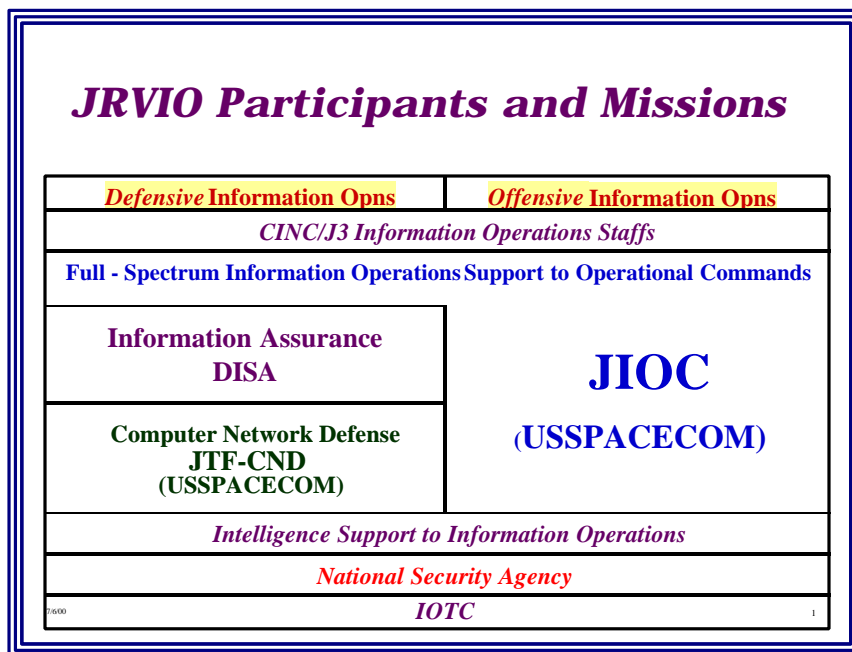 JRVIO Participants and Missions
Defensive Information Opns
Offensive Information Opns
CINC/J3 Information Operations Staffs
Full - Spectrum Information Operations Support to Operational Commands
Information Assurance
DISA
JIOC
(USSPACECOM)
Computer Network Defense
JTF-CND
(USSPACECOM)
Intelligence Support to Information Operations
National Security Agency
7/6/00
IOTC
1